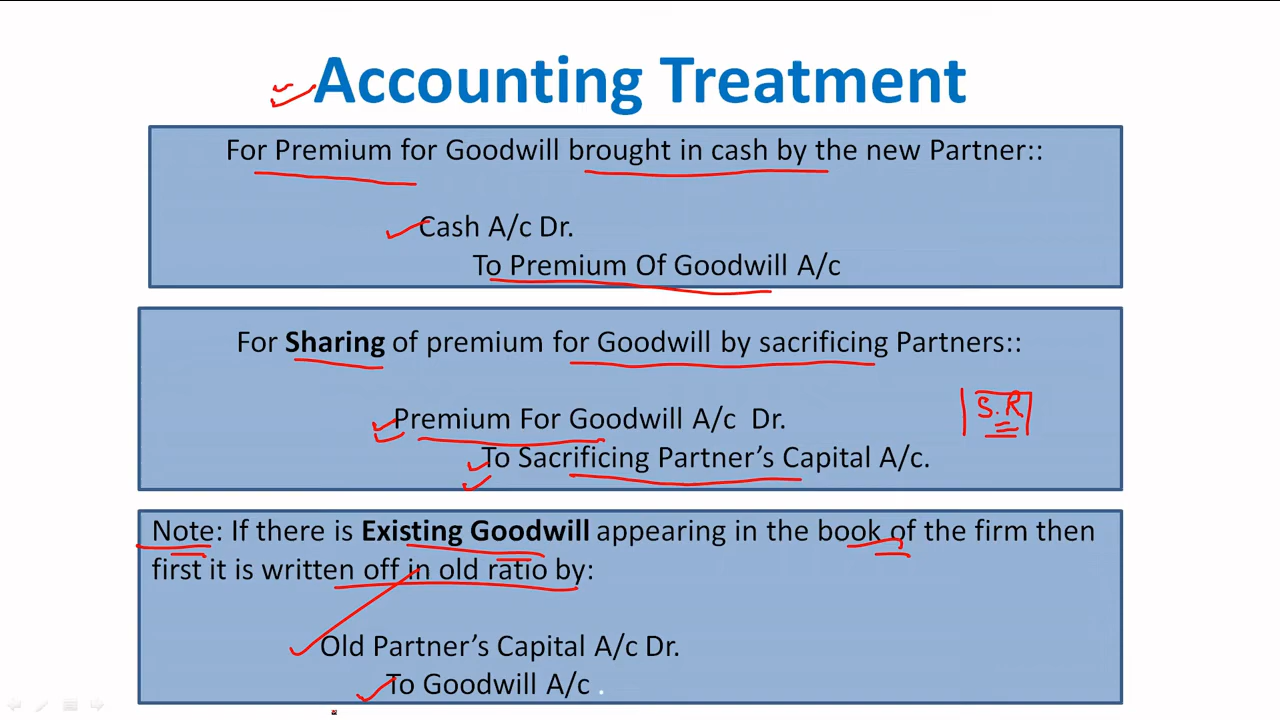 Accounting Treatment
For Premium for Goodwill brought in cash by the new Partner::
Cash A/c Dr.
To Premium Of Goodwill A/c
For Sharing of premium for Goodwill by sacrificing Partners::
S.R
Premium For Goodwill A/c Dr.
To Sacrificing Partner’s Capital A/c.
Note: If there is Existing Goodwill appearing in the book of the firm then
first it is written off in old ratio by:
Old Partner’s Capital A/c Dr.
To Goodwill A/c .